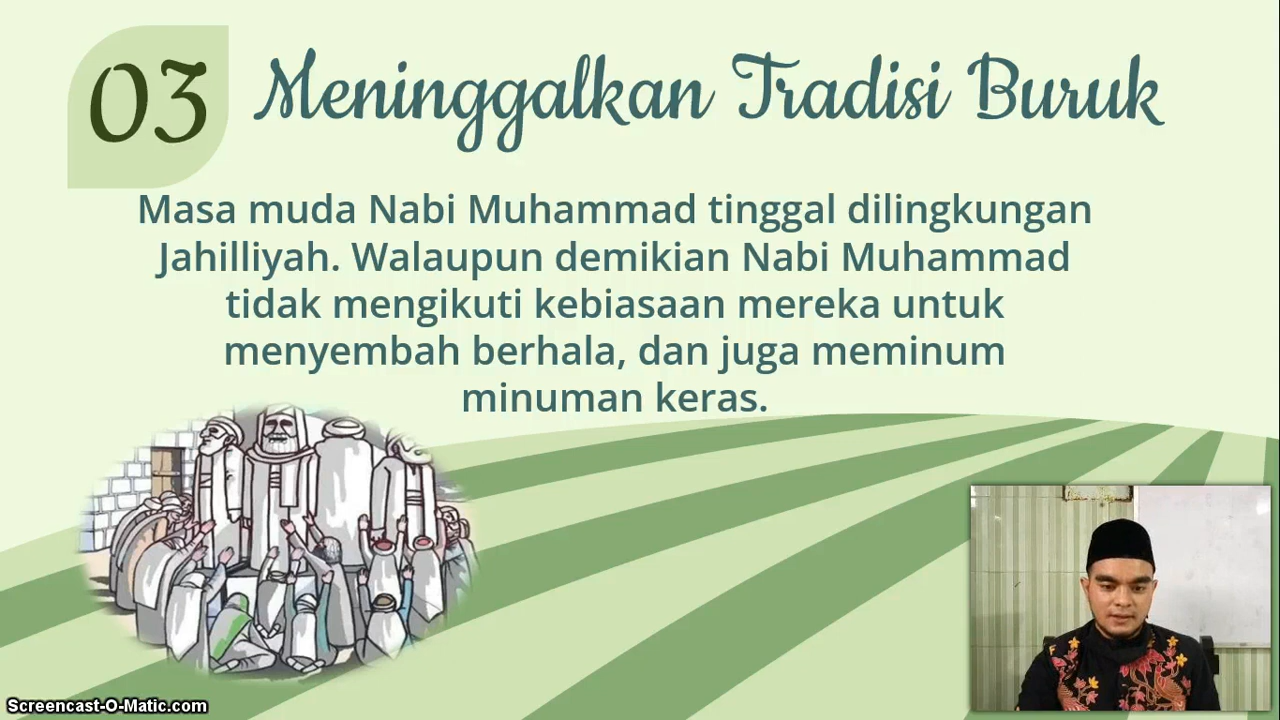 03
Meninggalkan Tradisi Buruk
Masa muda Nabi Muhammad tinggal dilingkungan
Jahilliyah. Walaupun demikian Nabi Muhammad
tidak mengikuti kebiasaan mereka untuk
menyembah berhala, dan juga meminum
minuman keras.
Screencast-O-Matic.com